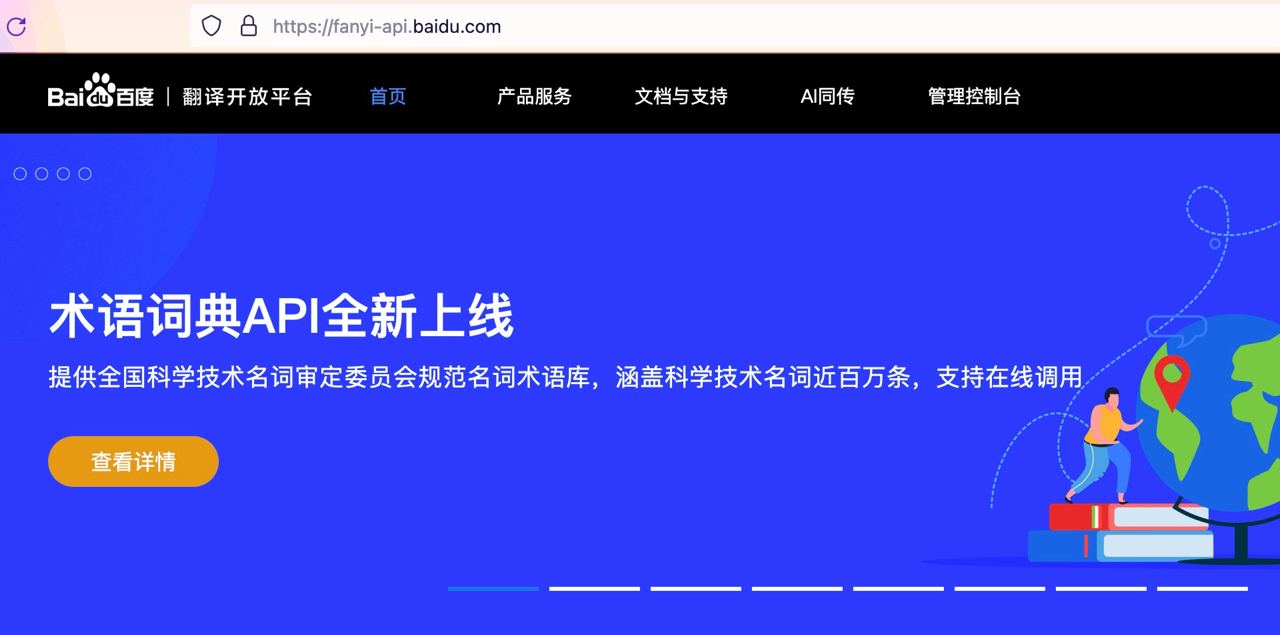 https://fanyi-api.baidu.com
Bai du 百度 | 翻译开放平台 首页 产品服务 文档与支持 AI同传 管理控制台
术语词典API全新上线
提供全国科学技术名词审定委员会规范名词术语库，涵盖科学技术名词近百万条，支持在线调用
查看详情